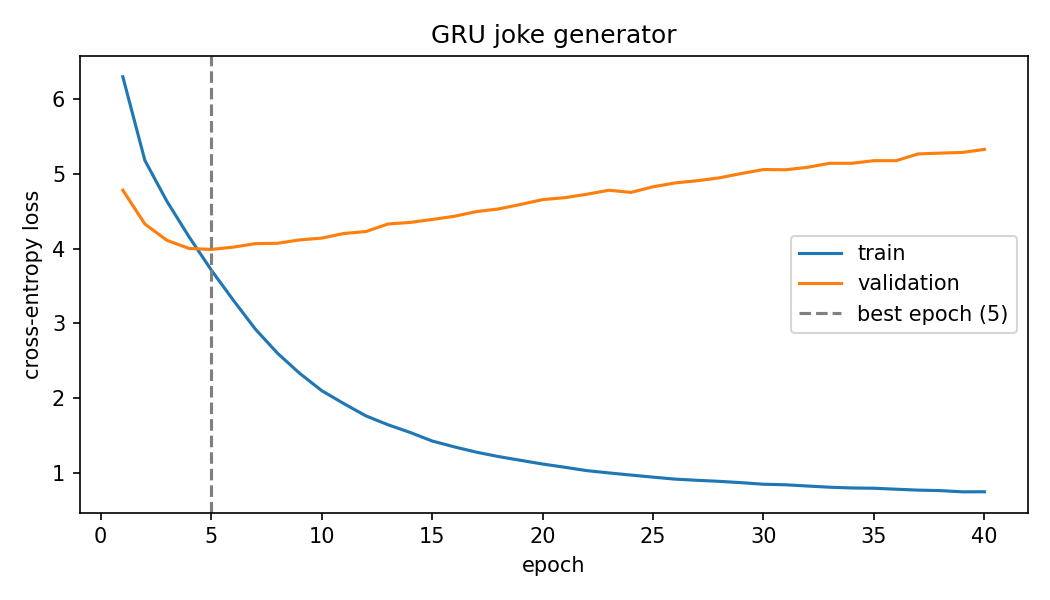 GRU joke generator
cross-entropy loss
6
5
4
3
2
1
train
validation
best epoch (5)
0 5 10 15 20 25 30 35 40
epoch